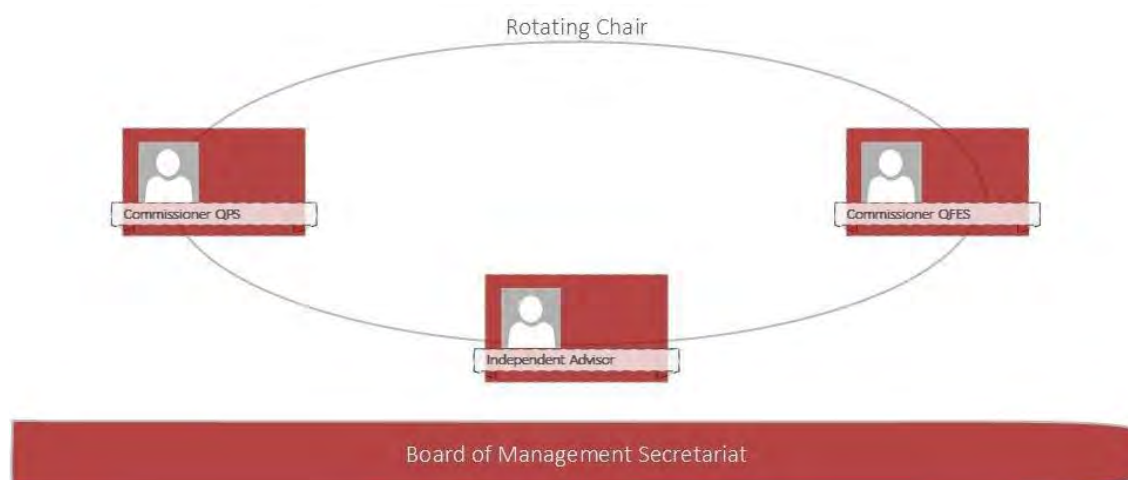 Rotating Chair
Commissioner QPS
Commissioner QFES
Independent Advisor
Board of Management Secretariat